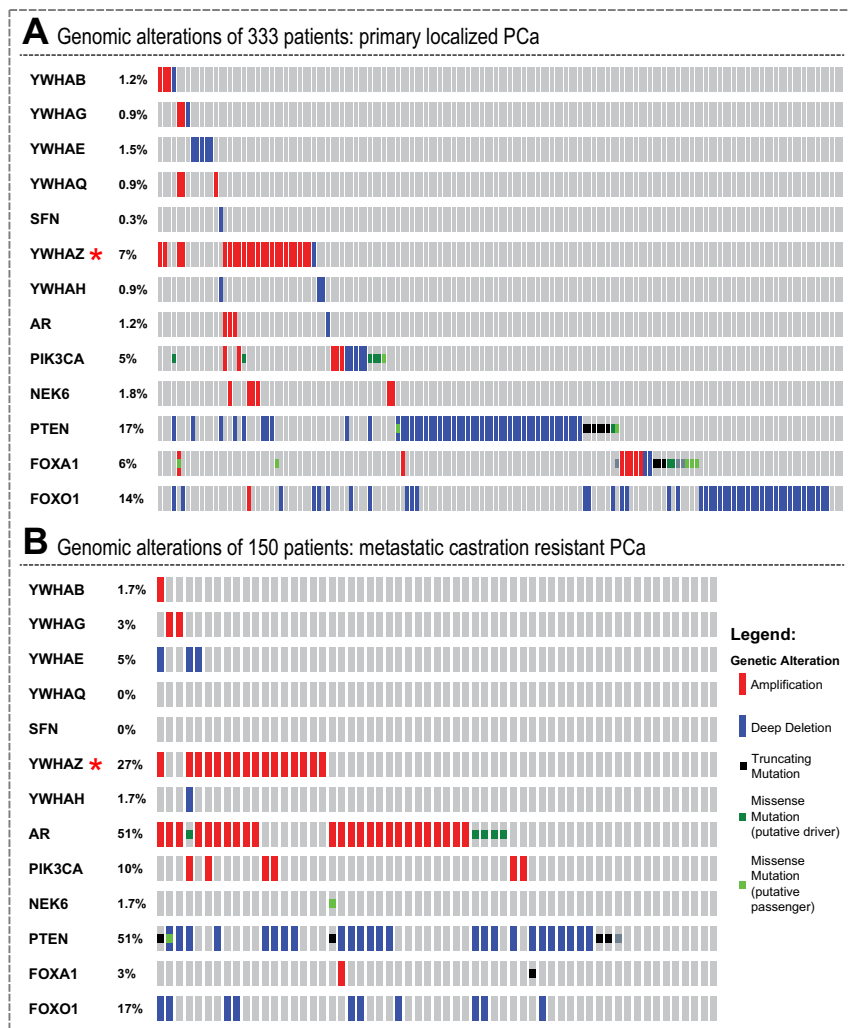 A Genomic alterations of 333 patients: primary localized PCa
YWHAB 1.2%
YWHAG 0.9%
YWHAE 1.5%
YWHAQ 0.9%
SFN 0.3%
YWHAZ * 7%
YWHAH 0.9%
AR 1.2%
PIK3CA 5%
NEK6 1.8%
PTEN 17%
FOXA1 6%
FOXO1 14%
B Genomic alterations of 150 patients: metastatic castration resistant PCa
YWHAB 1.7%
YWHAG 3%
YWHAE 5%
YWHAQ 0%
SFN 0%
YWHAZ * 27%
YWHAH 1.7%
AR 51%
PIK3CA 10%
NEK6 1.7%
PTEN 51%
FOXA1 3%
FOXO1 17%
Legend:
Genetic Alteration
Amplification
Deep Deletion
Truncating
Mutation
Missense
Mutation
(putative driver)
Missense
Mutation
(putative
passenger)